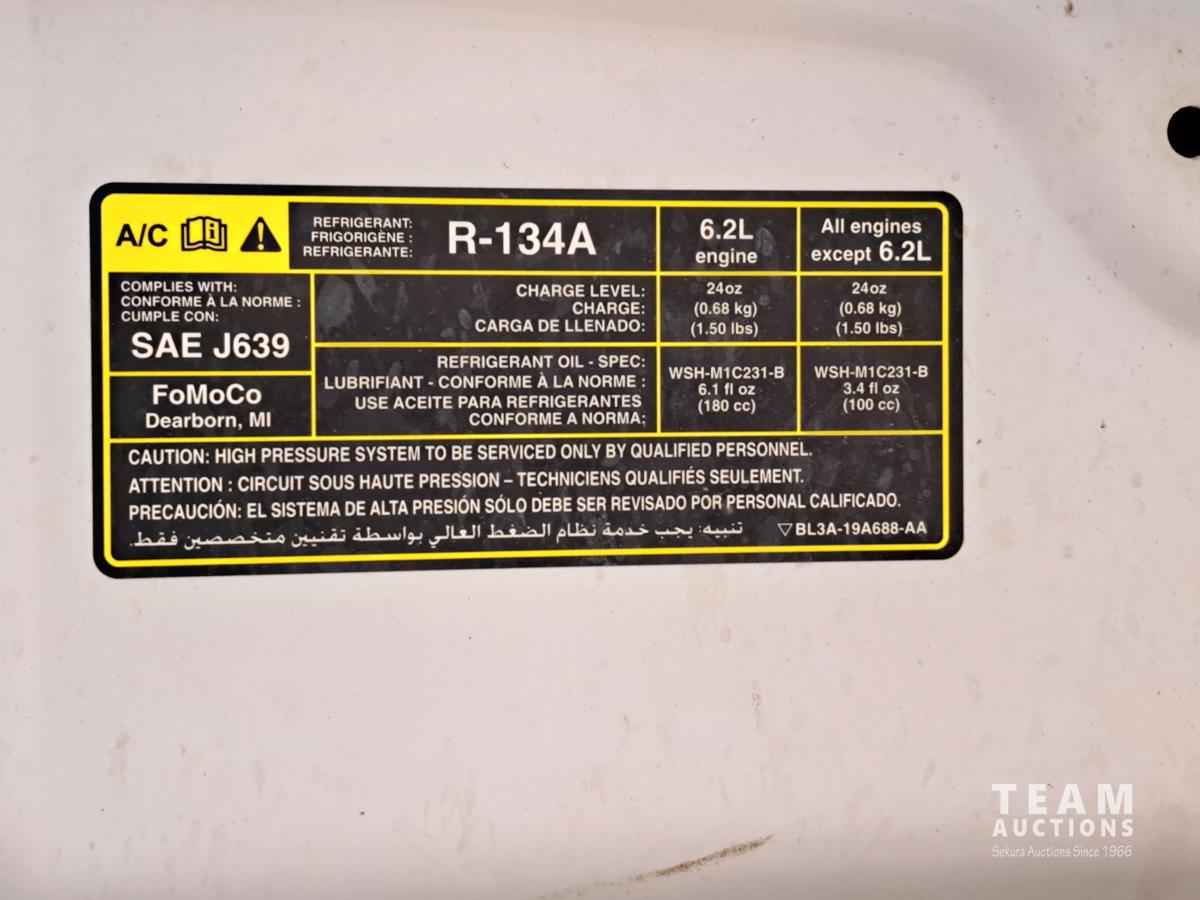 A/C
REFRIGERANT:
FRIGORIGÈNE :
REFRIGERANTE:
R-134A
6.2L
engine
All engines
except 6.2L
COMPLIES WITH:
CONFORME À LA NORME :
CUMPLE CON:
SAE J639
FoMoCo
Dearborn, MI
CHARGE LEVEL:
CHARGE:
CARGA DE LLENADO:
24oz
(0.68 kg)
(1.50 lbs)
24oz
(0.68 kg)
(1.50 lbs)
REFRIGERANT OIL - SPEC:
LUBRIFIANT - CONFORME À LA NORME :
USE ACEITE PARA REFRIGERANTES
CONFORME A NORMA:
WSH-M1C231-B
6.1 fl oz
(180 cc)
WSH-M1C231-B
3.4 fl oz
(100 cc)
CAUTION: HIGH PRESSURE SYSTEM TO BE SERVICED ONLY BY QUALIFIED PERSONNEL.
ATTENTION : CIRCUIT SOUS HAUTE PRESSION – TECHNICIENS QUALIFIÉS SEULEMENT.
PRECAUCIÓN: EL SISTEMA DE ALTA PRESIÓN SÓLO DEBE SER REVISADO POR PERSONAL CALIFICADO.
تنبيه: يجب خدمة نظام الضغط العالي بواسطة تقنيين متخصصين فقط.
▽BL3A-19A688-AA
TEAM
AUCTIONS
Sekura Auctions Since 1966